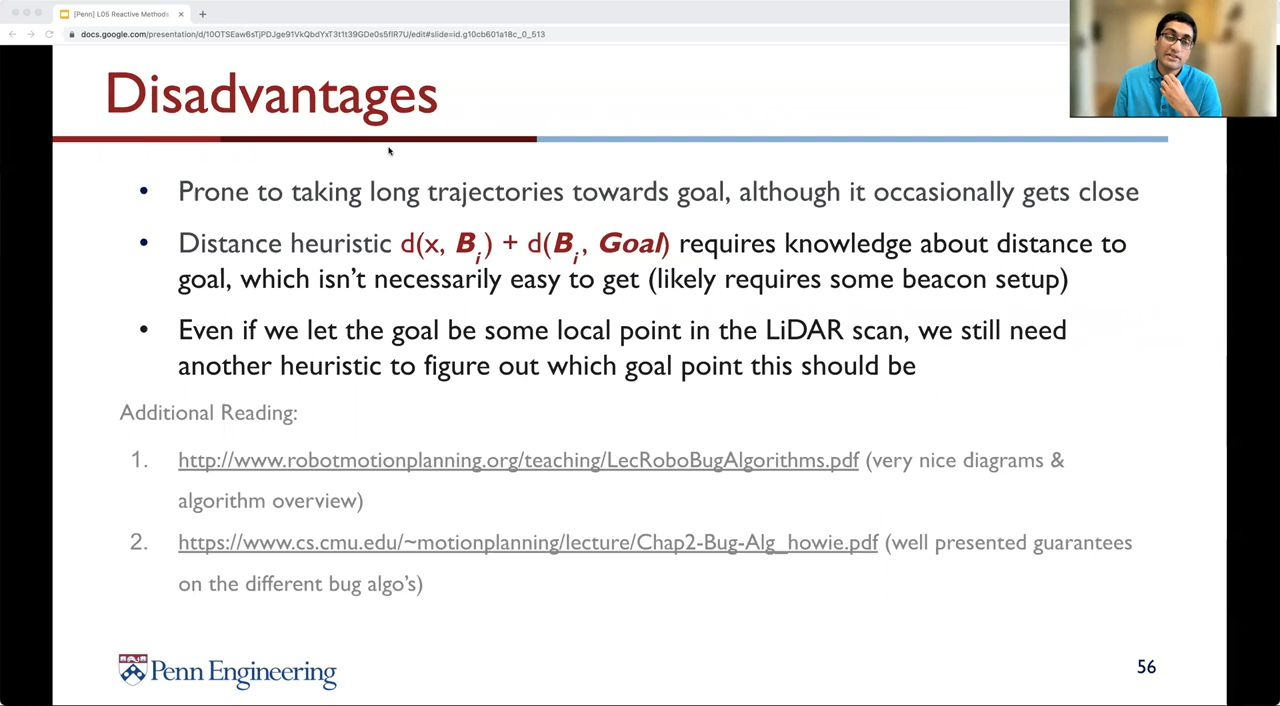 [Penn] L05 Reactive Methods
docs.google.com/presentation/d/10OTSEaw6sTjPDJge91VkQbdYxT3t1t39GDe0s5flR7U/edit#slide=id.g10cb601a18c_0_513
Disadvantages
• Prone to taking long trajectories towards goal, although it occasionally gets close
• Distance heuristic d(x, Bi) + d(Bi, Goal) requires knowledge about distance to
goal, which isn't necessarily easy to get (likely requires some beacon setup)
• Even if we let the goal be some local point in the LiDAR scan, we still need
another heuristic to figure out which goal point this should be
Additional Reading:
1. http://www.robotmotionplanning.org/teaching/LecRoboBugAlgorithms.pdf (very nice diagrams &
algorithm overview)
2. https://www.cs.cmu.edu/~motionplanning/lecture/Chap2-Bug-Alg_howie.pdf (well presented guarantees
on the different bug algo's)
Penn Engineering
56